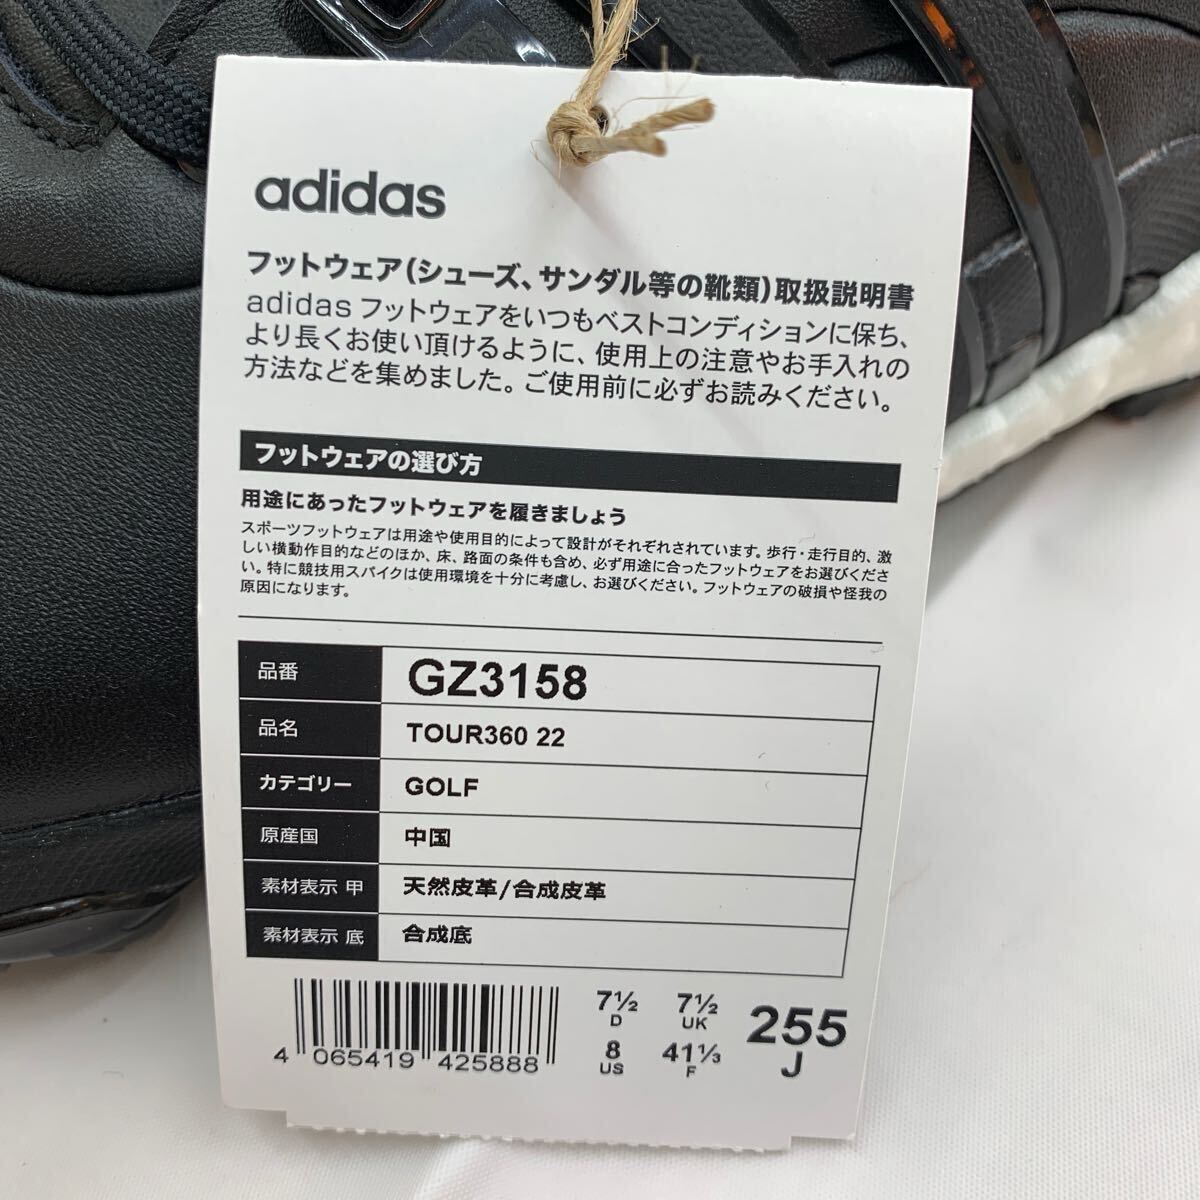 adidas
フットウェア(シューズ、サンダル等の靴類)取扱説明書
adidas フットウェアをいつもベストコンディションに保ち、
より長くお使い頂けるように、使用上の注意やお手入れの
方法などを集めました。ご使用前に必ずお読みください。
フットウェアの選び方
用途にあったフットウェアを履きましょう
スポーツフットウェアは用途や使用目的によって設計がそれぞれされています。歩行・走行目的、激
しい横動作目的などのほか、床、路面の条件も含め、必ず用途に合ったフットウェアをお選びくださ
い。特に競技用スパイクは使用環境を十分に考慮し、お選びください。フットウェアの破損や怪我の
原因になります。
品番 GZ3158
品名 TOUR360 22
カテゴリー GOLF
原産国 中国
素材表示 甲 天然皮革/合成皮革
素材表示 底 合成底
7½ D 7½ UK
8 US 41⅓ F
255 J
4 065419 425888